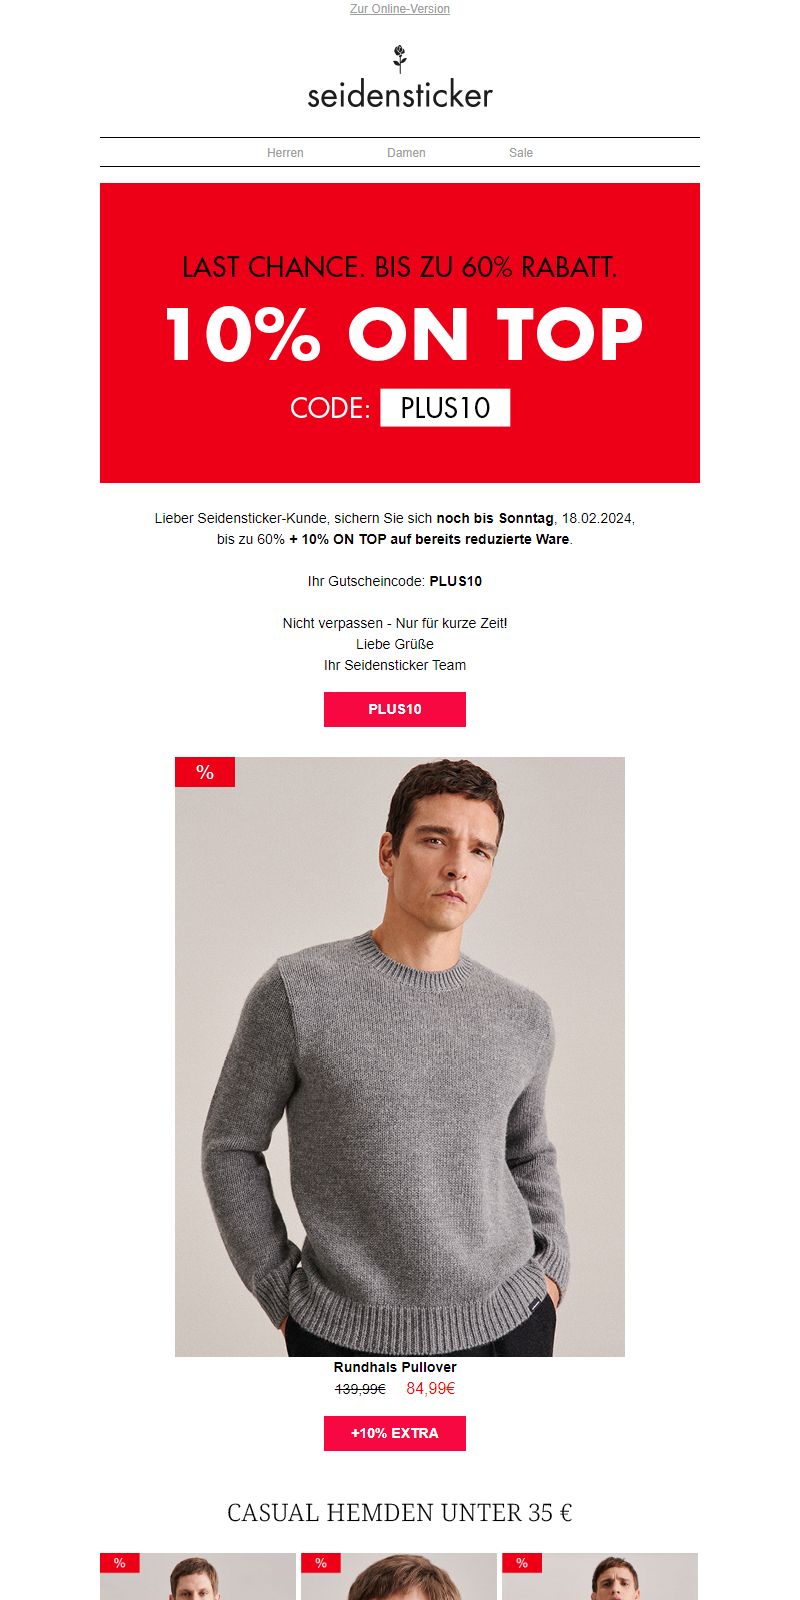 Zur Online-Version
seidensticker
Herren Damen Sale
LAST CHANCE. BIS ZU 60% RABATT.
10% ON TOP
CODE: PLUS10
Lieber Seidensticker-Kunde, sichern Sie sich noch bis Sonntag, 18.02.2024,
bis zu 60% + 10% ON TOP auf bereits reduzierte Ware.
Ihr Gutscheincode: PLUS10
Nicht verpassen - Nur für kurze Zeit!
Liebe Grüße
Ihr Seidensticker Team
PLUS10
%
Rundhals Pullover
139,99€ 84,99€
+10% EXTRA
CASUAL HEMDEN UNTER 35 €
% % %